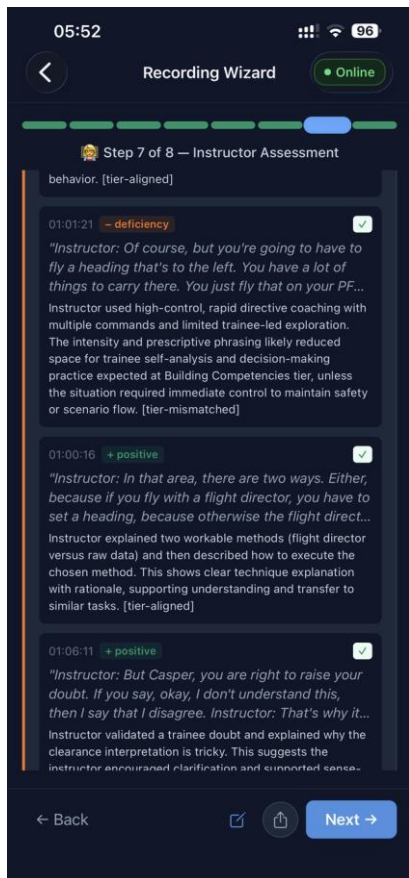 05:52
96
Recording Wizard
Online
Step 7 of 8 — Instructor Assessment
behavior. [tier-aligned]
01:01:21 – deficiency
"Instructor: Of course, but you're going to have to
fly a heading that's to the left. You have a lot of
things to carry there. You just fly that on your PF...
Instructor used high-control, rapid directive coaching with
multiple commands and limited trainee-led exploration.
The intensity and prescriptive phrasing likely reduced
space for trainee self-analysis and decision-making
practice expected at Building Competencies tier, unless
the situation required immediate control to maintain safety
or scenario flow. [tier-mismatched]
01:00:16 + positive
"Instructor: In that area, there are two ways. Either,
because if you fly with a flight director, you have to
set a heading, because otherwise the flight direct...
Instructor explained two workable methods (flight director
versus raw data) and then described how to execute the
chosen method. This shows clear technique explanation
with rationale, supporting understanding and transfer to
similar tasks. [tier-aligned]
01:06:11 + positive
"Instructor: But Casper, you are right to raise your
doubt. If you say, okay, I don't understand this,
then I say that I disagree. Instructor: That's why it...
Instructor validated a trainee doubt and explained why the
clearance interpretation is tricky. This suggests the
instructor encouraged clarification and supported sense-
← Back
Next →